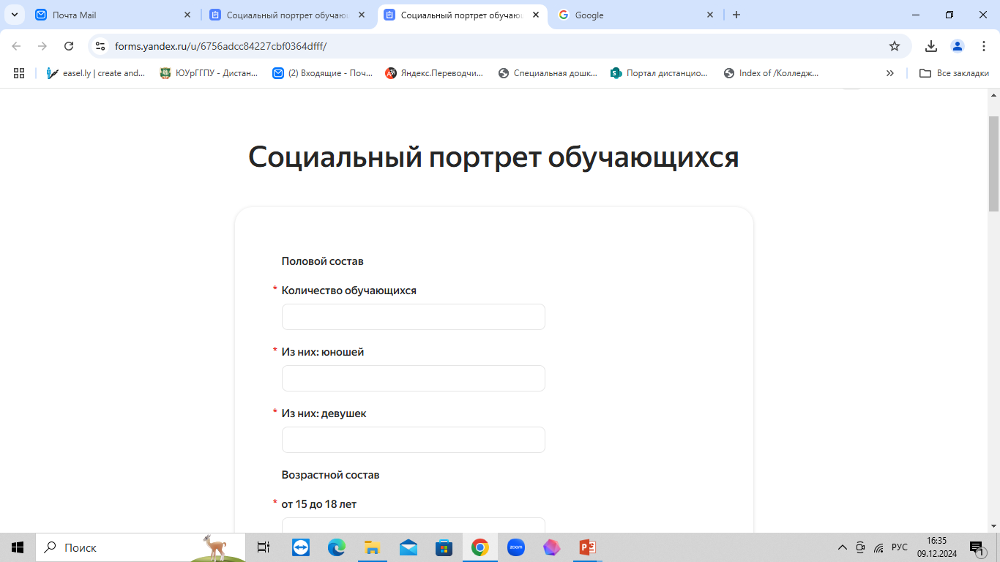 Почта Mail
Социальный портрет обучающ
Социальный портрет обучающ
Google
forms.yandex.ru/u/6756adcc84227cbf0364dfff/
easel.ly | create and...
ЮУрГГПУ - Дистан...
(2) Входящие - Поч...
Яндекс.Переводчи...
Специальная дошк...
Портал дистанцио...
Index of /Колледж...
»
Все закладки
Социальный портрет обучающихся
Половой состав
* Количество обучающихся
* Из них: юношей
* Из них: девушек
Возрастной состав
* от 15 до 18 лет
Поиск
zoom
РУС
16:35
09.12.2024
1